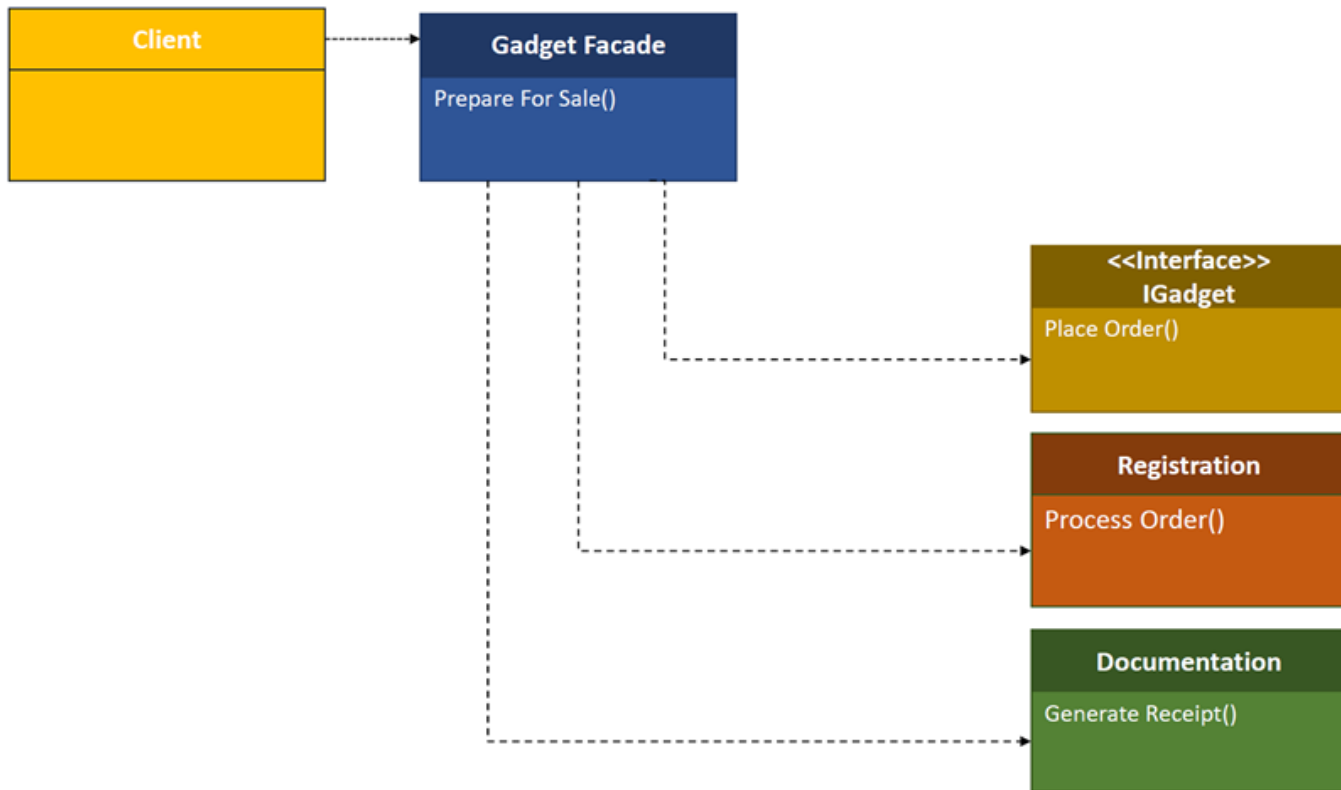 Client
Gadget Facade
Prepare For Sale()
<<Interface>>
IGadget
Place Order()
Registration
Process Order()
Documentation
Generate Receipt()